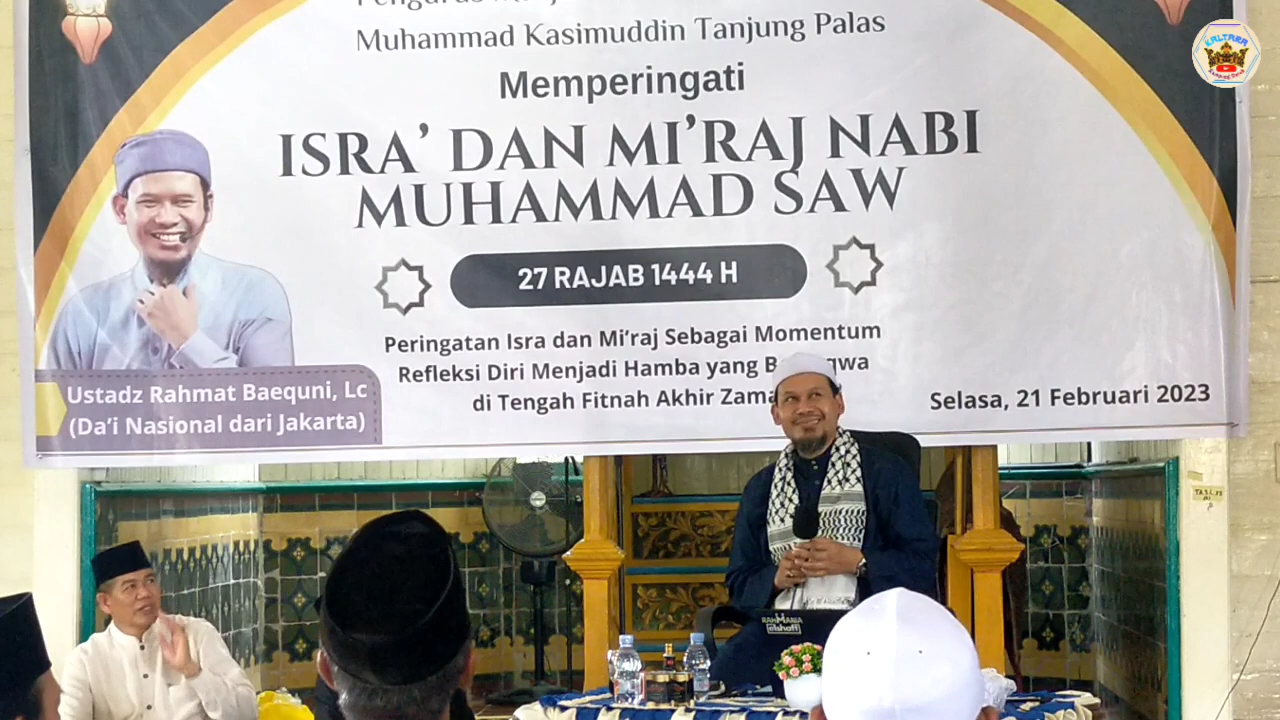 Muhammad Kasimuddin Tanjung Palas
Memperingati
ISRA' DAN MI'RAJ NABI
MUHAMMAD SAW
27 RAJAB 1444 H
Peringatan Isra dan Mi'raj Sebagai Momentum
Refleksi Diri Menjadi Hamba yang
di Tengah Fitnah Akhir
Ustadz Rahmat Baequni, Lc
(Da'i Nasional dari Jakarta)
Selasa, 21 Februari 2023
KALTARA
RAHMANIA